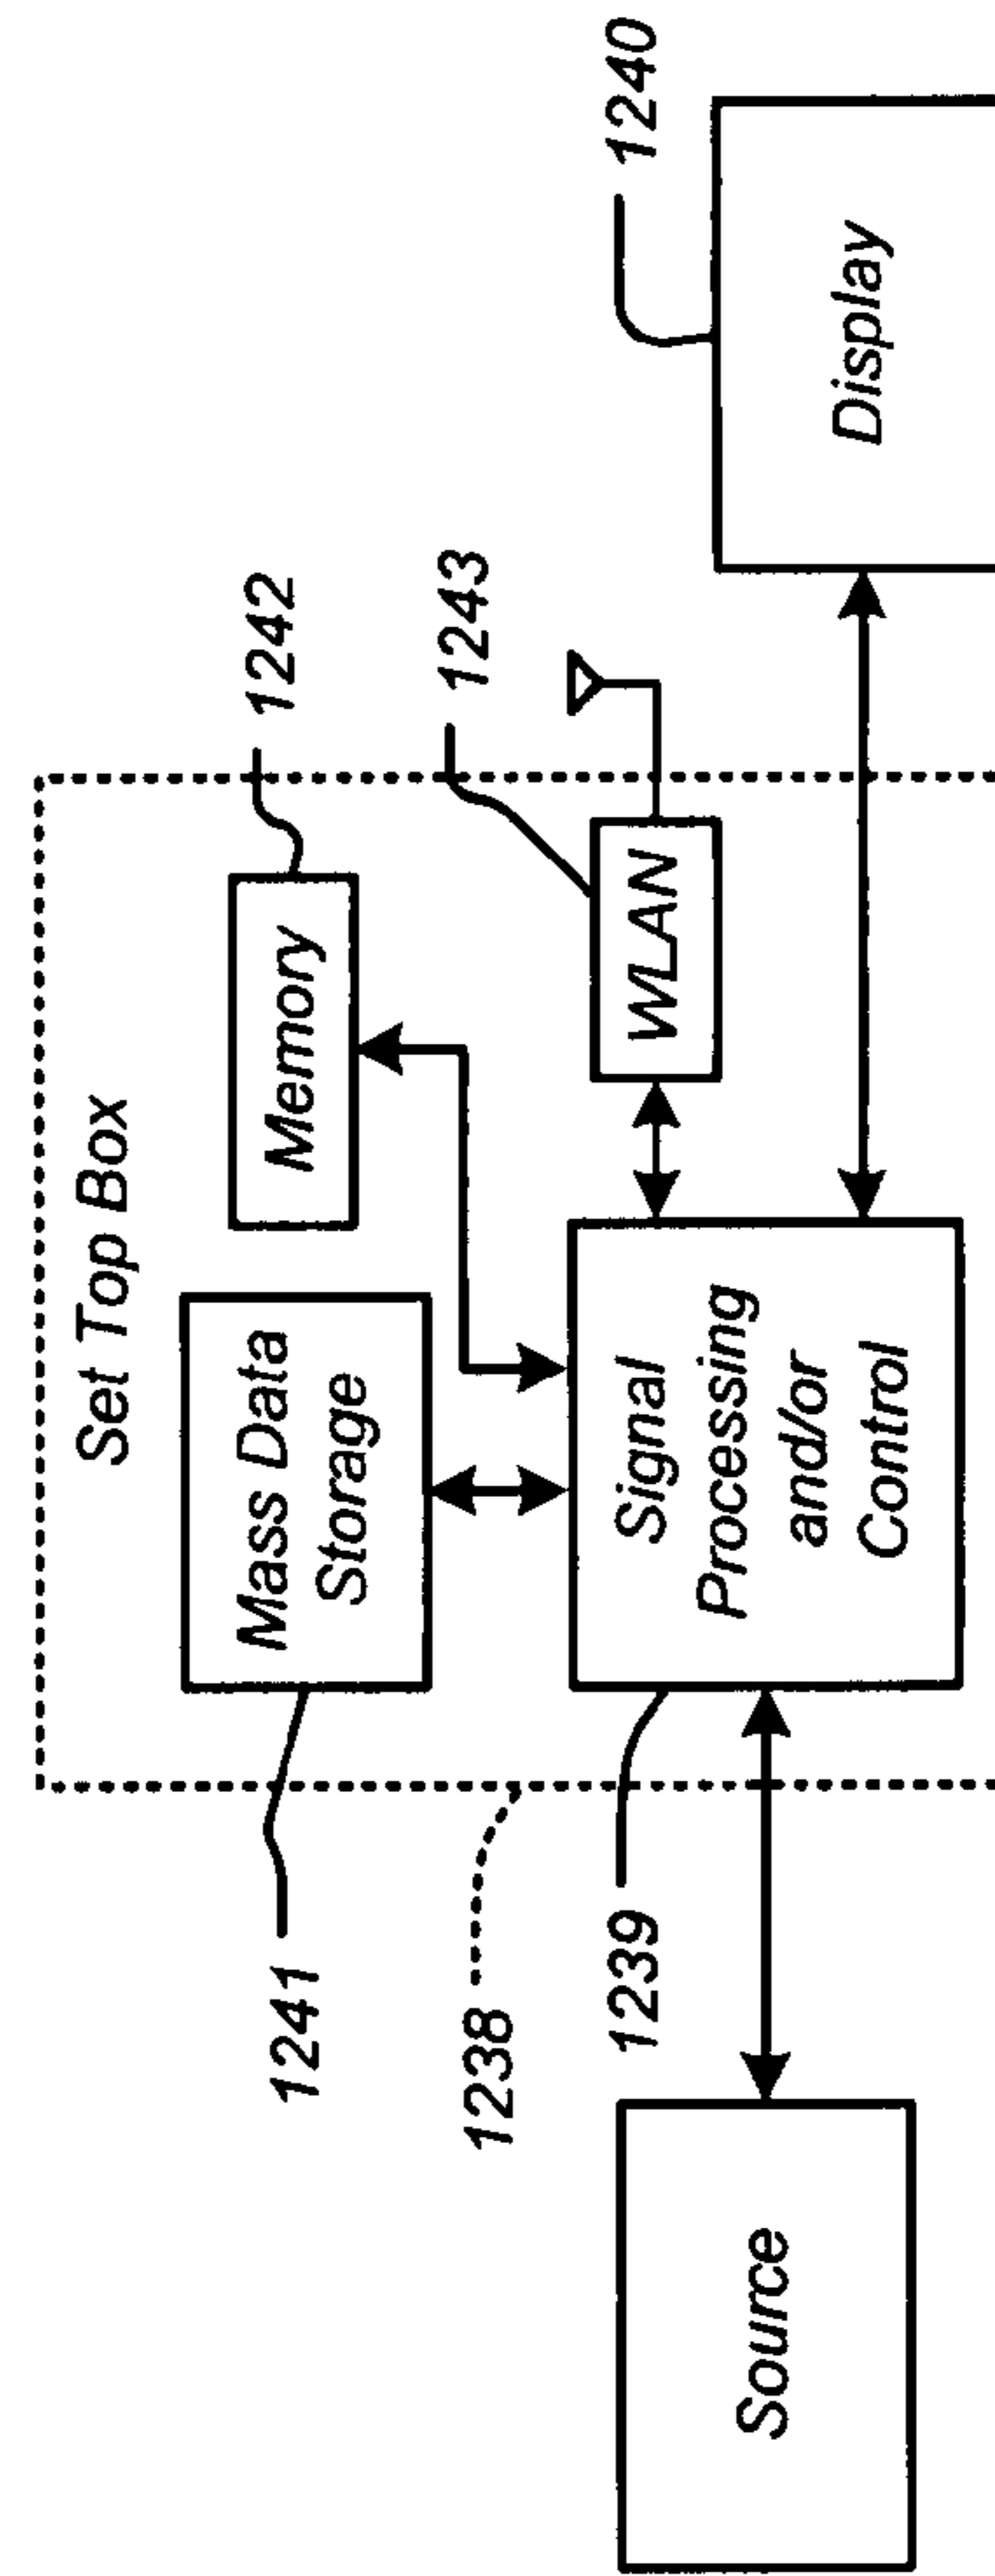 Set Top Box
1241
Mass Data
Storage
Memory
1242
1243
WLAN
1238
1239
Signal
Processing
and/or
Control
1240
Display
Source